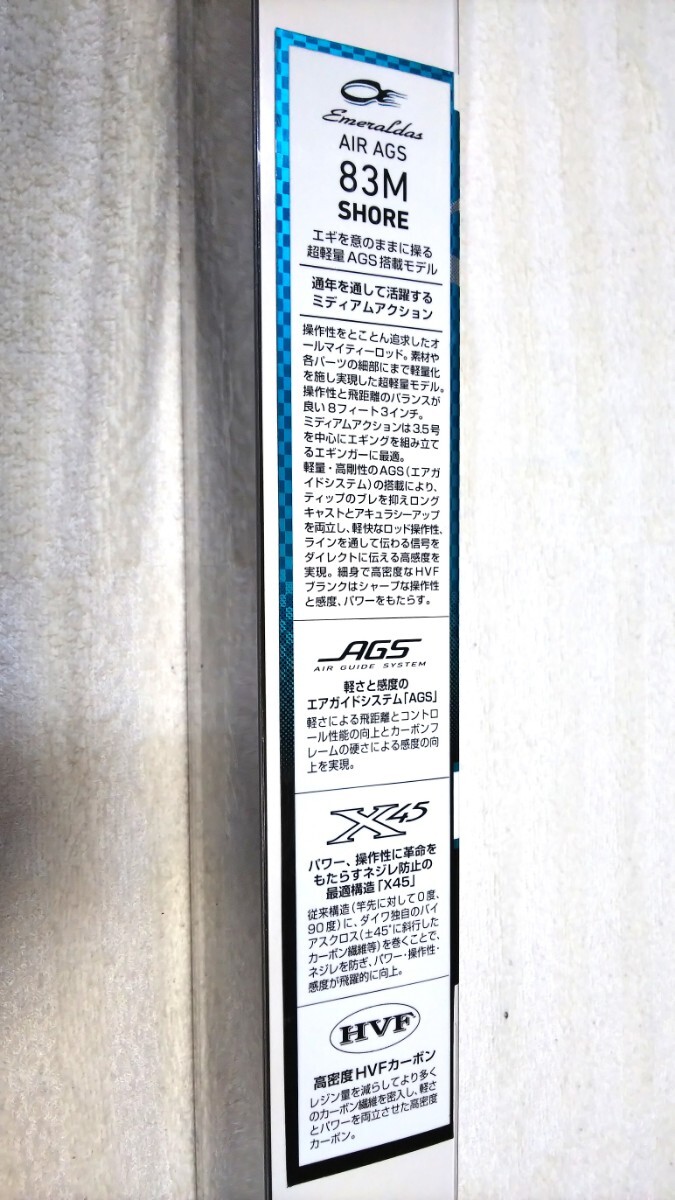 Emeraldas
AIR AGS
83M
SHORE
エギを意のままに操る
超軽量AGS搭載モデル
通年を通して活躍する
ミディアムアクション
操作性をとことん追求したオ
ールマイティーロッド。素材や
各パーツの細部にまで軽量化
を施し実現した超軽量モデル。
操作性と飛距離のバランスが
良い8フィート3インチ。
ミディアムアクションは3.5号
を中心にエギングを組み立て
るエギンガーに最適。
軽量・高剛性のAGS(エアガ
イドシステム)の搭載により、
ティップのブレを抑えロング
キャストとアキュラシーアップ
を両立し、軽快なロッド操作性、
ラインを通して伝わる信号を
ダイレクトに伝える高感度を
実現。細身で高密度なHVF
ブランクはシャープな操作性
と感度、パワーをもたらす。
AGS
AIR GUIDE SYSTEM
軽さと感度の
エアガイドシステム「AGS」
軽さによる飛距離とコントロ
ール性能の向上とカーボンフ
レームの硬さによる感度の向
上を実現。
X45
パワー、操作性に革命を
もたらすネジレ防止の
最適構造「X45」
従来構造(竿先に対して0度、
90度)に、ダイワ独自のバイ
アスクロス(±45°に斜行した
カーボン繊維等)を巻くことで、
ネジレを防ぎ、パワー・操作性・
感度が飛躍的に向上。
HVF
高密度HVFカーボン
レジン量を減らしてより多く
のカーボン繊維を密入し、軽さ
とパワーを両立させた高密度
カーボン。